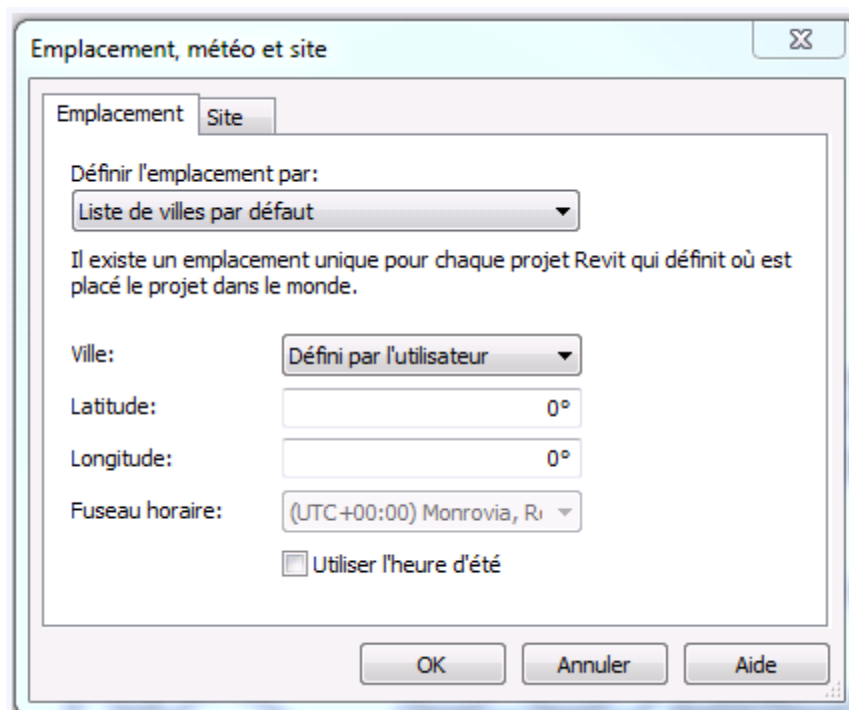 Emplacement, météo et site
Emplacement
Site
Définir l'emplacement par:
Liste de villes par défaut
Il existe un emplacement unique pour chaque projet Revit qui définit où est
placé le projet dans le monde.
Ville:
Défini par l'utilisateur
Latitude:
0°
Longitude:
0°
Fuseau horaire:
(UTC+00:00) Monrovia,
Utiliser l'heure d'été
OK
Annuler
Aide